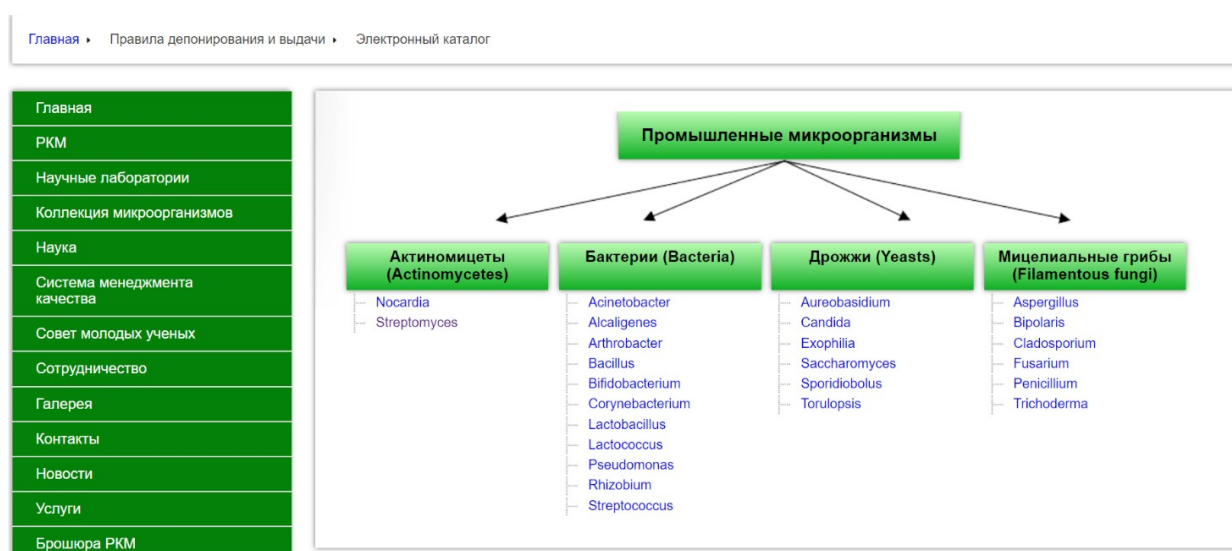 Главная Правила депонирования и выдачи Электронный каталог
Главная
РКМ
Научные лаборатории
Коллекция микроорганизмов
Наука
Система менеджмента
качества
Совет молодых ученых
Сотрудничество
Галерея
Контакты
Новости
Услуги
Брошюра РКМ
Промышленные микроорганизмы
Актиномицеты
(Actinomycetes)
Nocardia
Streptomyces
Бактерии (Bacteria)
Acinetobacter
Alcaligenes
Arthrobacter
Bacillus
Bifidobacterium
Corynebacterium
Lactobacillus
Lactococcus
Pseudomonas
Rhizobium
Streptococcus
Дрожжи (Yeasts)
Aureobasidium
Candida
Exophilia
Saccharomyces
Sporidiobolus
Torulopsis
Мицелиальные грибы
(Filamentous fungi)
Aspergillus
Bipolaris
Cladosporium
Fusarium
Penicillium
Trichoderma